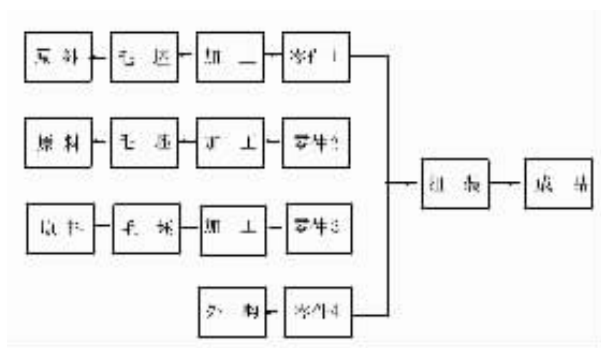 原料 毛坯 加工 零件1
原料 毛坯 加工 零件2
原料 毛坯 加工 零件3
组装 成品
外购 零件4